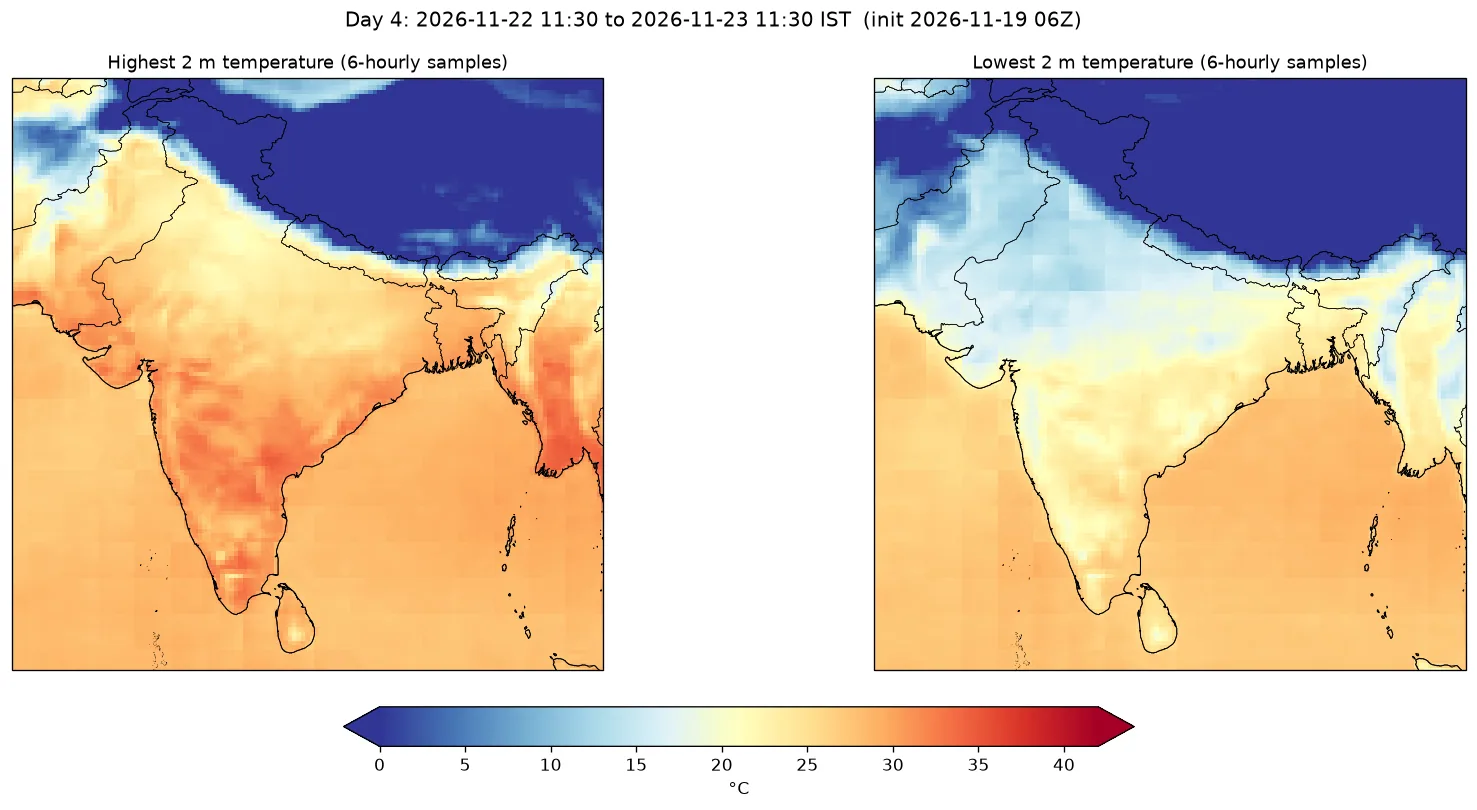 Day 4: 2026-11-22 11:30 to 2026-11-23 11:30 IST  (init 2026-11-19 06Z)
Highest 2 m temperature (6-hourly samples)
Lowest 2 m temperature (6-hourly samples)
0 5 10 15 20 25 30 35 40
°C